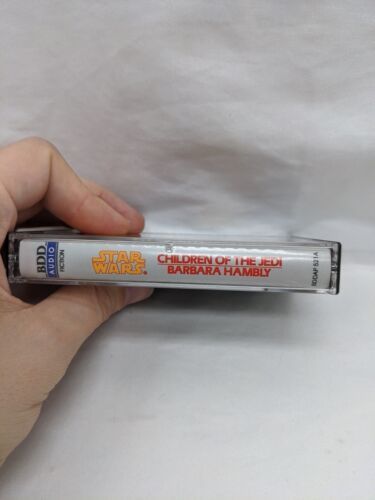 BDD
AUDIO
FICTION
STAR
WARS
CHILDREN OF THE JEDI
BARBARA HAMBLY